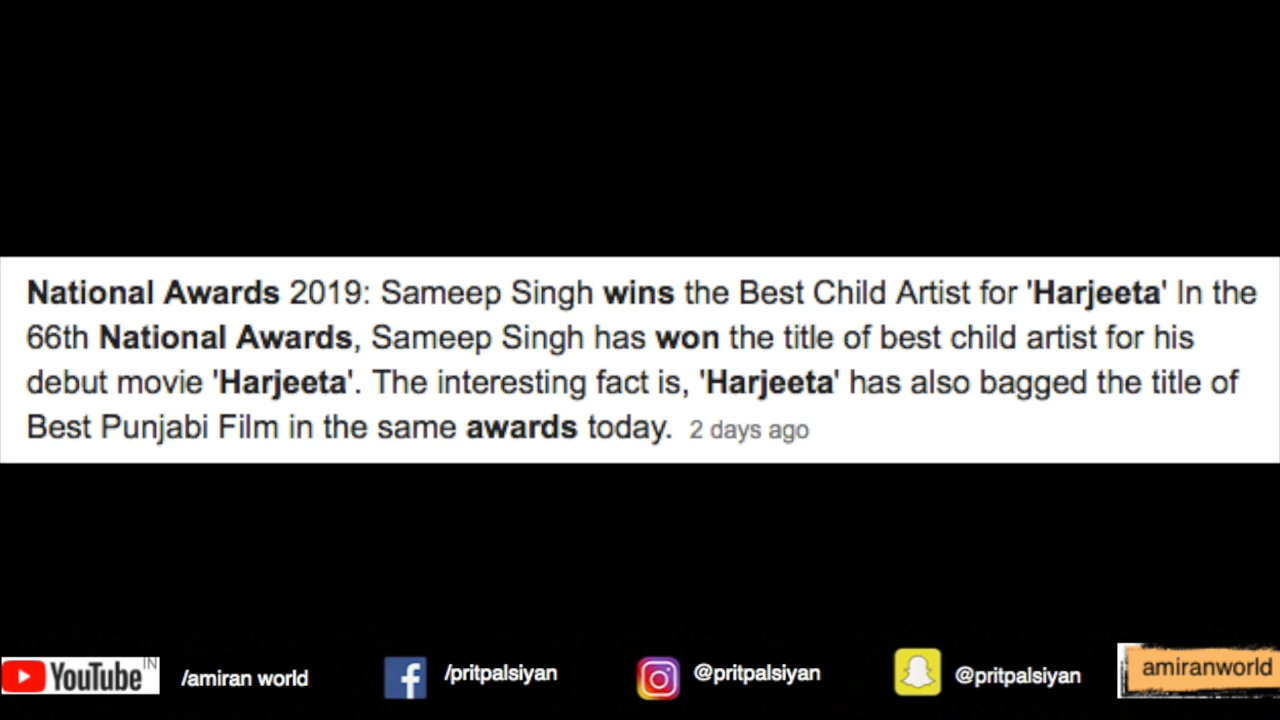 National Awards 2019: Sameep Singh wins the Best Child Artist for 'Harjeeta' In the
66th National Awards, Sameep Singh has won the title of best child artist for his
debut movie 'Harjeeta'. The interesting fact is, 'Harjeeta' has also bagged the title of
Best Punjabi Film in the same awards today. 2 days ago
YouTube IN /amiran world /pritpalsiyan @pritpalsiyan @pritpalsiyan amiranworld